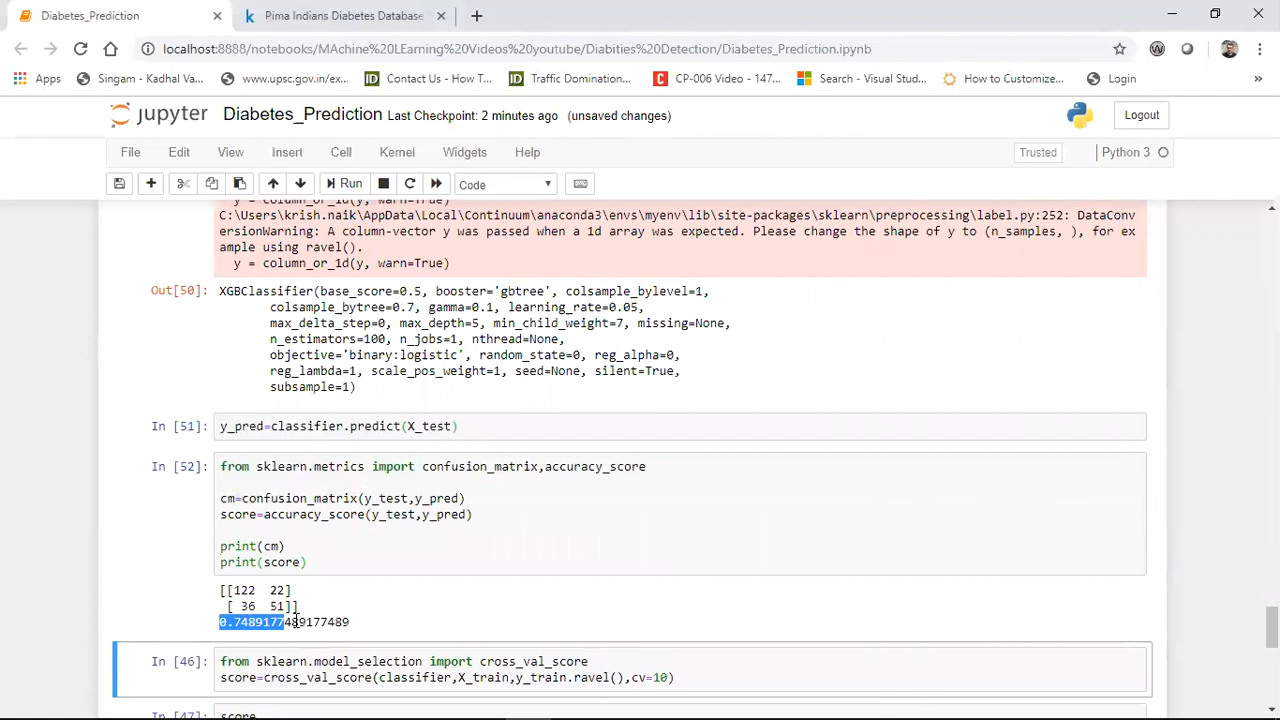 Diabetes_Prediction
Pima Indians Diabetes Database
localhost:8888/notebooks/MAchine%20LEarning%20Videos%20youtube/Diabities%20Detection/Diabetes_Prediction.ipynb
Apps Singam - Kadhal Va... www.upsc.gov.in/ex... Contact Us - How T... Traffic Domination... CP-006 Video - 147... Search - Visual Stud... How to Customize... Login »
jupyter Diabetes_Prediction Last Checkpoint: 2 minutes ago (unsaved changes) Logout
File Edit View Insert Cell Kernel Widgets Help Trusted Python 3
Run Code
y = column_or_1d(y, warn=True)
C:\Users\krish.naik\AppData\Local\Continuum\anaconda3\envs\myenv\lib\site-packages\sklearn\preprocessing\label.py:252: DataConv
ersionWarning: A column-vector y was passed when a 1d array was expected. Please change the shape of y to (n_samples, ), for ex
ample using ravel().
y = column_or_1d(y, warn=True)
Out[50]: XGBClassifier(base_score=0.5, booster='gbtree', colsample_bylevel=1,
colsample_bytree=0.7, gamma=0.1, learning_rate=0.05,
max_delta_step=0, max_depth=5, min_child_weight=7, missing=None,
n_estimators=100, n_jobs=1, nthread=None,
objective='binary:logistic', random_state=0, reg_alpha=0,
reg_lambda=1, scale_pos_weight=1, seed=None, silent=True,
subsample=1)
In [51]: y_pred=classifier.predict(X_test)
In [52]: from sklearn.metrics import confusion_matrix,accuracy_score
cm=confusion_matrix(y_test,y_pred)
score=accuracy_score(y_test,y_pred)
print(cm)
print(score)
[[122 22]
[ 36 51]]
0.7489177489177489
In [46]: from sklearn.model_selection import cross_val_score
score=cross_val_score(classifier,X_train,y_train.ravel(),cv=10)
In [47]: score